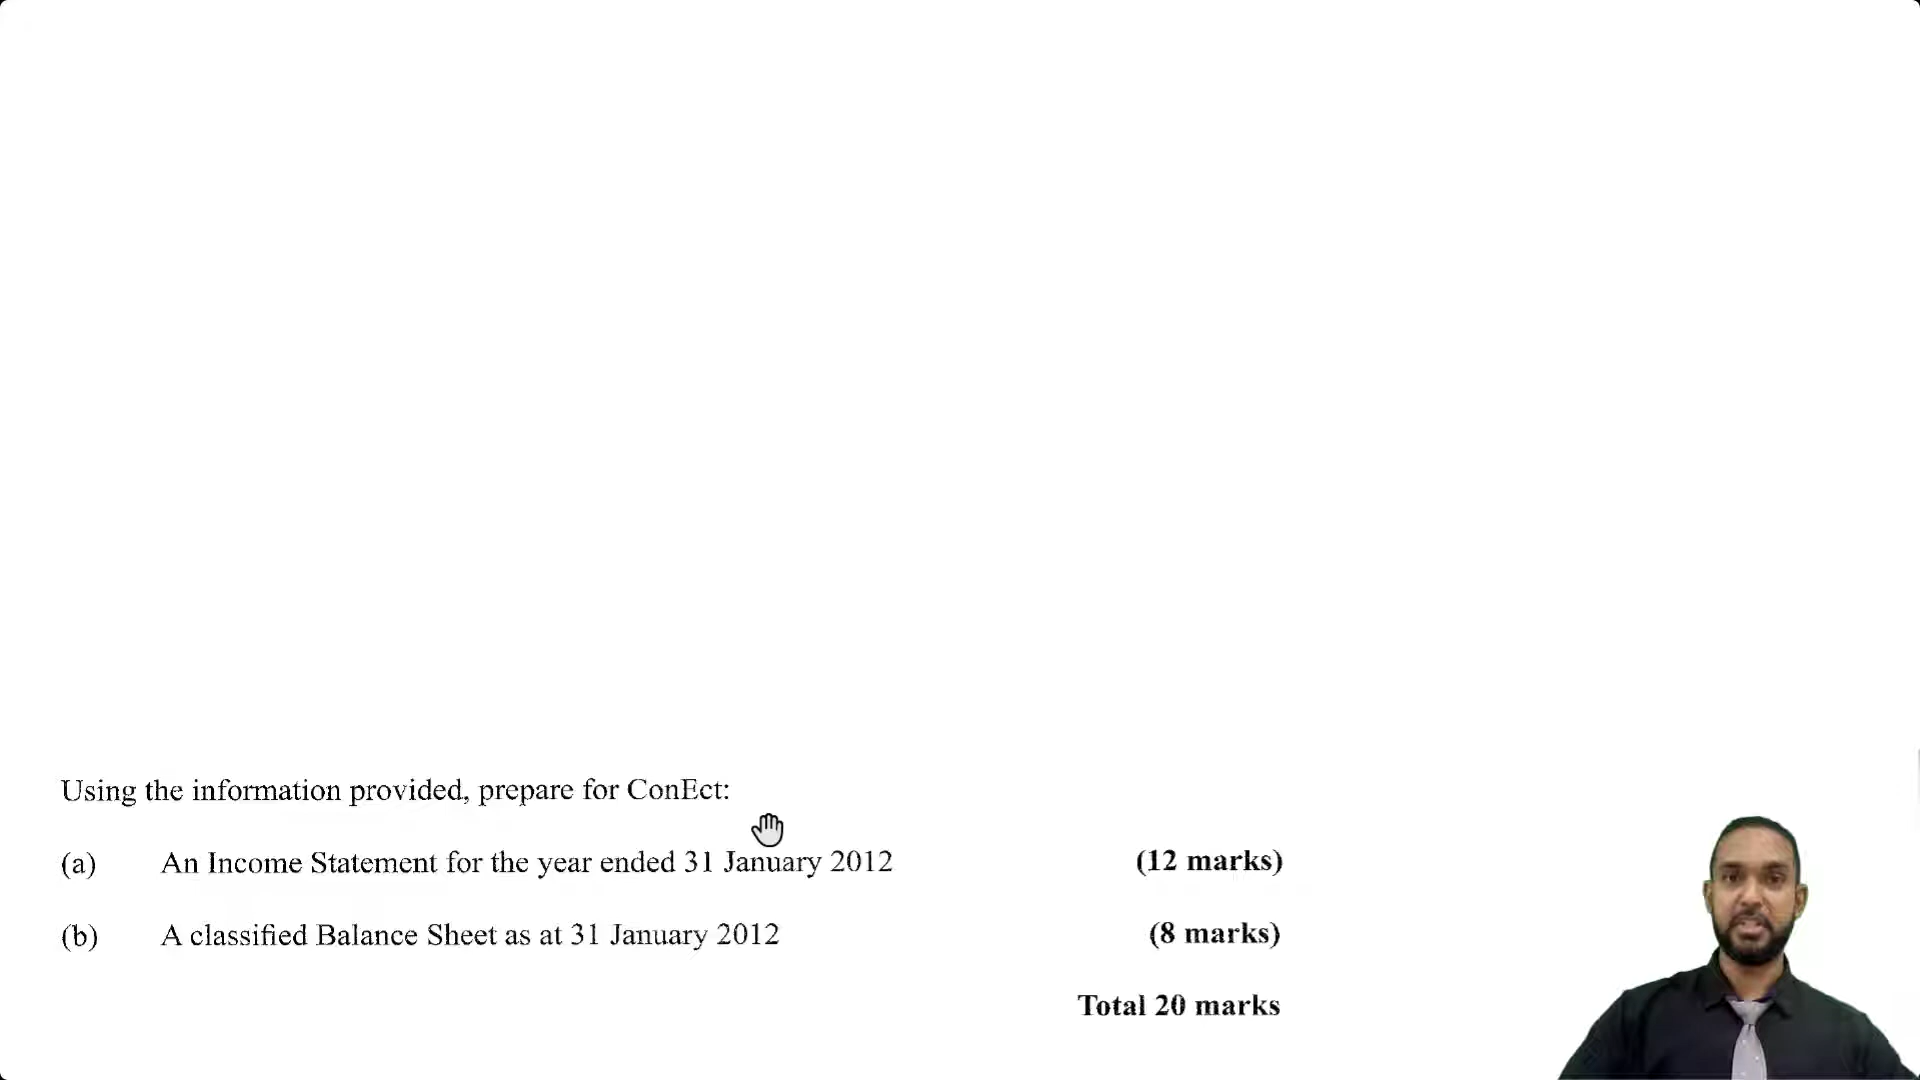 Using the information provided, prepare for ConEct:
(a) An Income Statement for the year ended 31 January 2012 (12 marks)
(b) A classified Balance Sheet as at 31 January 2012 (8 marks)
Total 20 marks